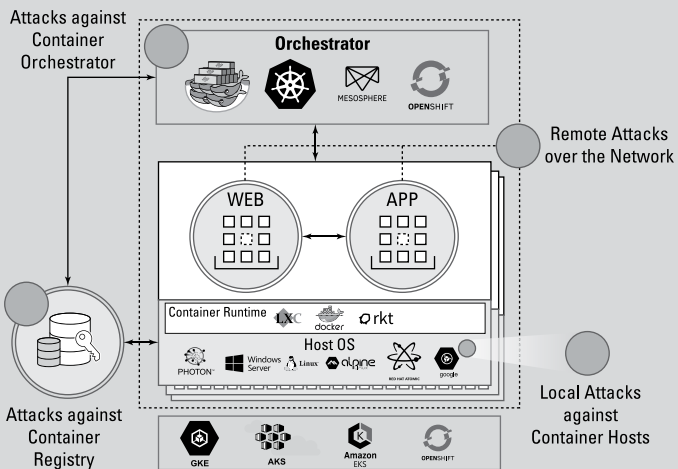 Attacks against
Container
Orchestrator
Orchestrator
MESOSPHERE
OPENSHIFT
Remote Attacks
over the Network
WEB
APP
Container Runtime
LXC
docker
rkt
Host OS
PHOTON™
Windows
Server
Linux
alpine
RED HAT ATOMIC
google
Attacks against
Container
Registry
Local Attacks
against
Container Hosts
GKE
AKS
K
Amazon
EKS
OPENSHIFT